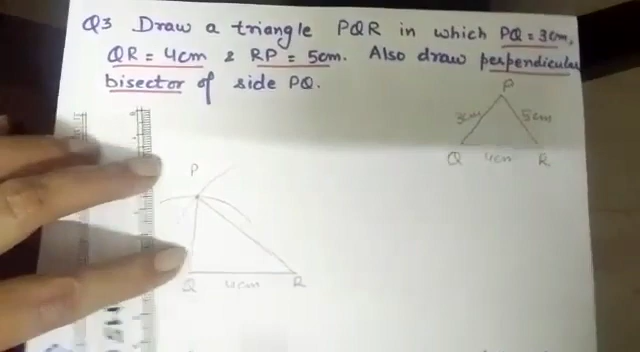 Q3 Draw a triangle PQR in which PQ = 3cm,
QR = 4cm & RP = 5cm. Also draw perpendicular
bisector of side PQ.
P
3cm 5cm
Q 4cm R
P
Q 4cm R